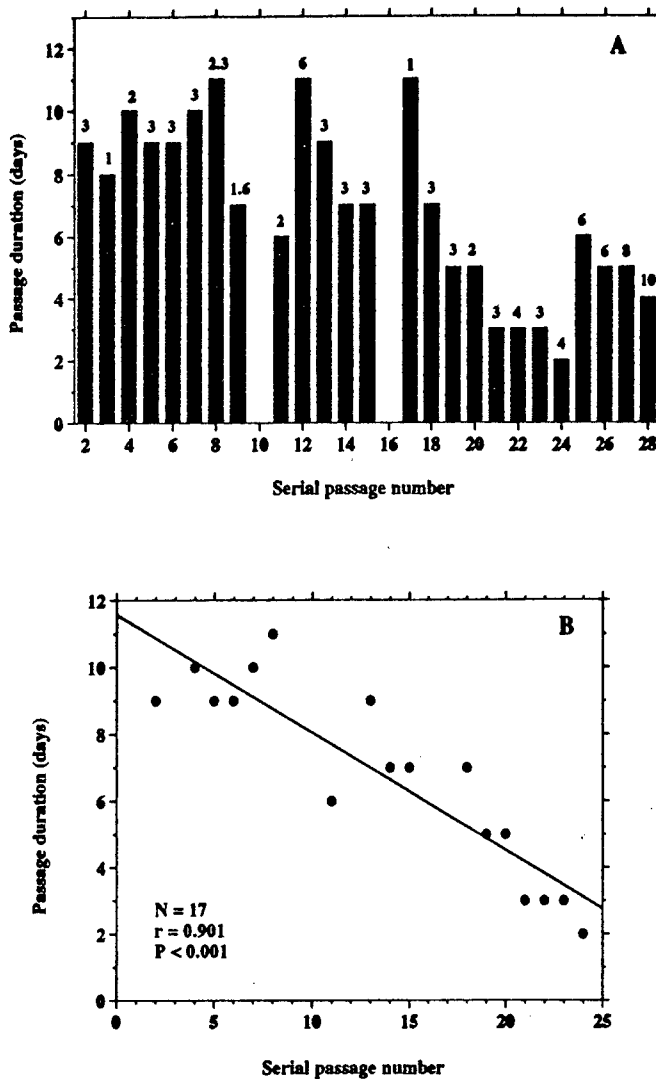 A
12
10
8
6
4
2
0
Passage duration (days)
3 1 2 3 3 3 2.3 1.6 2 6 3 3 3 1 3 3 2 3 4 3 4 6 6 8 10
2 4 6 8 10 12 14 16 18 20 22 24 26 28
Serial passage number
B
12
10
8
6
4
2
0
Passage duration (days)
N = 17
r = 0.901
P < 0.001
0 5 10 15 20 25
Serial passage number